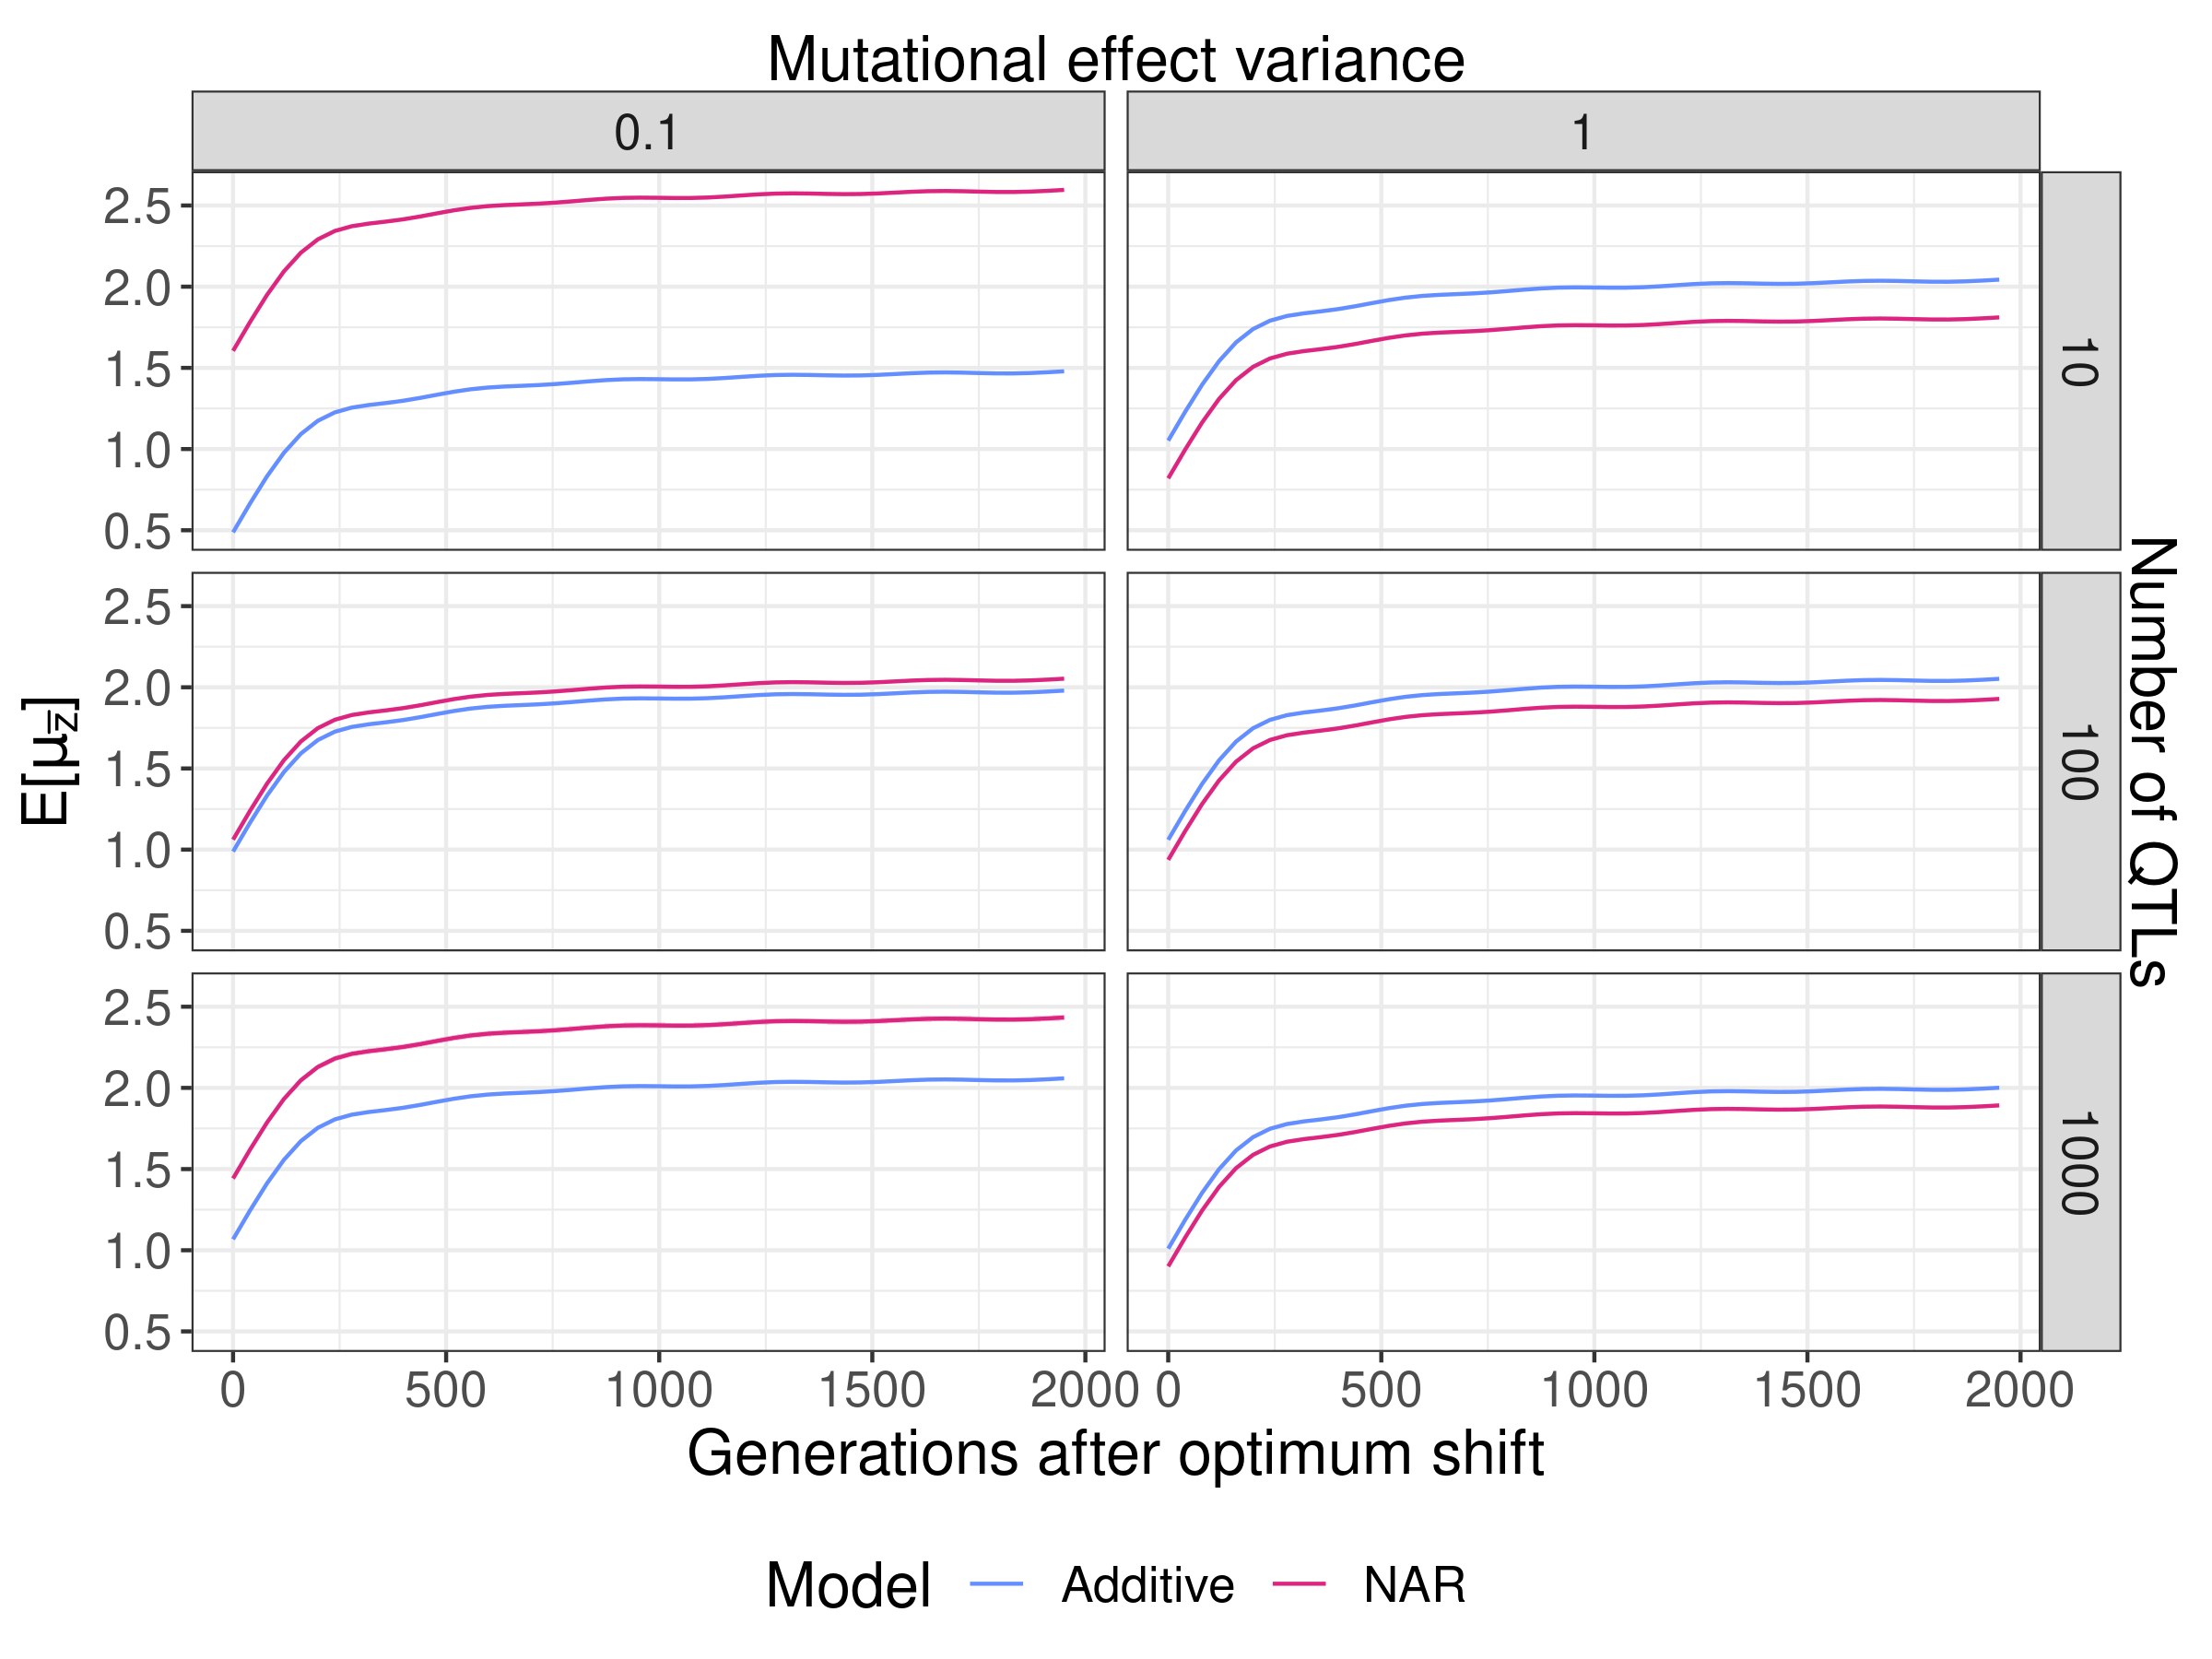 Mutational effect variance
0.1
1
2.5
2.0
1.5
1.0
0.5
10
2.5
2.0
1.5
1.0
0.5
100
2.5
2.0
1.5
1.0
0.5
1000
E[μz̿]
Number of QTLs
0 500 1000 1500 2000
0 500 1000 1500 2000
Generations after optimum shift
Model Additive NAR